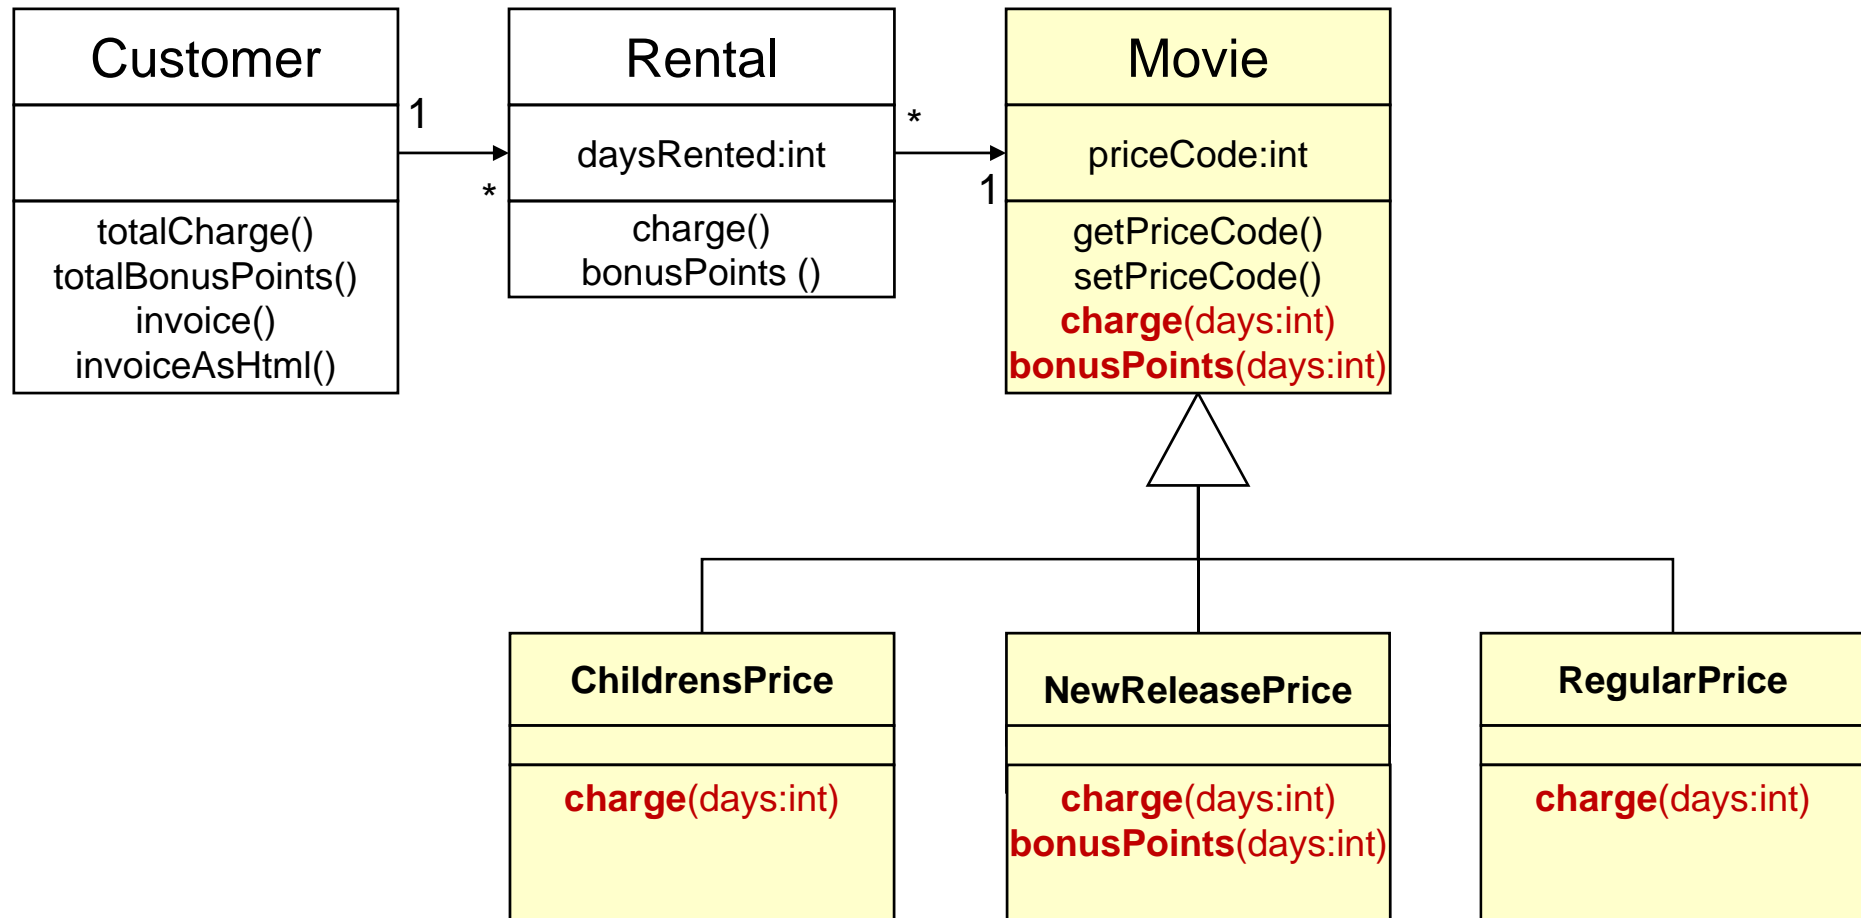 Customer
totalCharge()
totalBonusPoints()
invoice()
invoiceAsHtml()
1
*
Rental
daysRented:int
charge()
bonusPoints ()
*
1
Movie
priceCode:int
getPriceCode()
setPriceCode()
charge(days:int)
bonusPoints(days:int)
ChildrensPrice
charge(days:int)
NewReleasePrice
charge(days:int)
bonusPoints(days:int)
RegularPrice
charge(days:int)